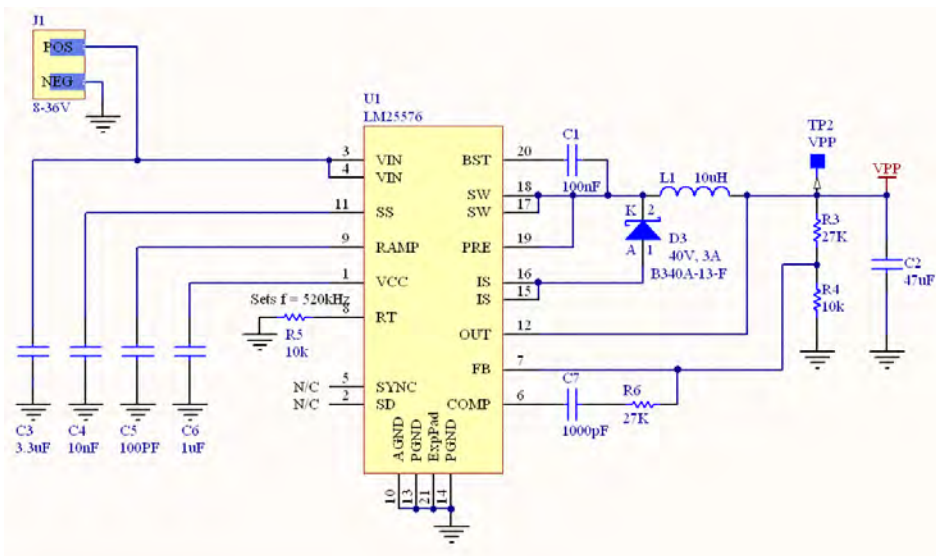 J1
POS
NEG
8-36V
U1
LM25576
3 VIN
4 VIN
11 SS
9 RAMP
1 VCC
Sets f = 520kHz
8 RT
R5
10k
N/C 5 SYNC
N/C 2 SD
BST 20
SW 18
SW 17
PRE 19
IS 16
IS 15
OUT 12
FB 7
COMP 6
AGND
PGND
ExpPad
PGND
10
13
21
14
C1
100nF
L1 10uH
K 2
A 1
D3
40V, 3A
B340A-13-F
TP2
VPP
VPP
R3
27K
R4
10k
C2
47uF
C7
1000pF
R6
27K
C3
3.3uF
C4
10nF
C5
100PF
C6
1uF